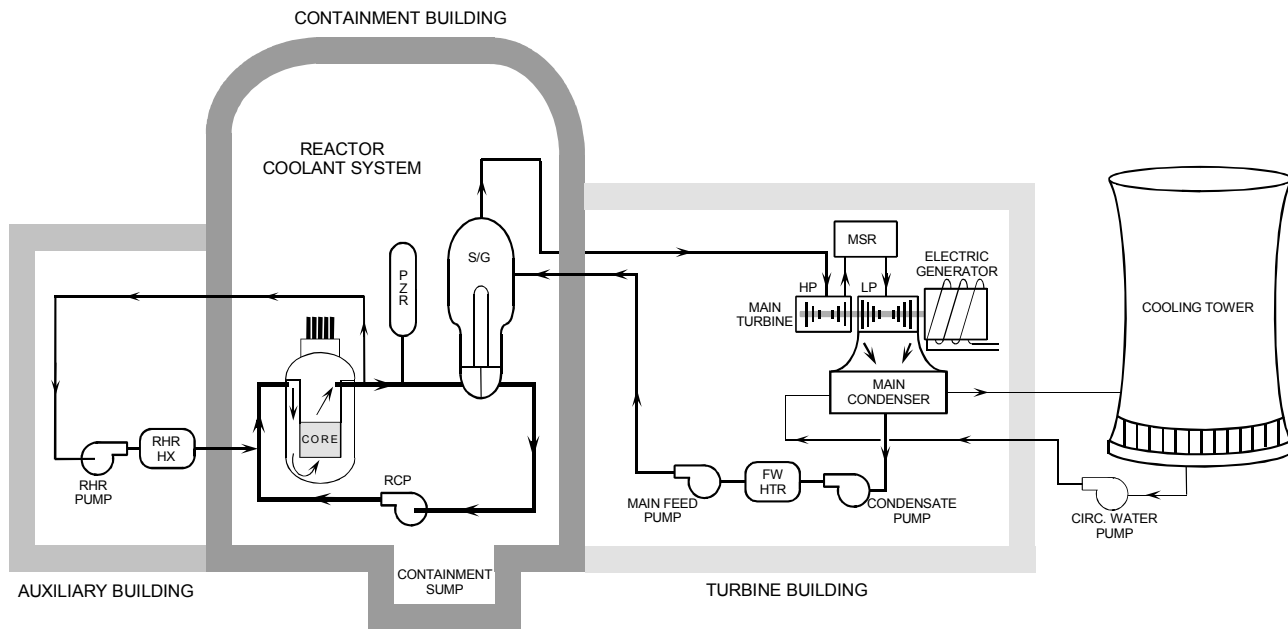 CONTAINMENT BUILDING
REACTOR
COOLANT SYSTEM
S/G
PZR
MSR
ELECTRIC
GENERATOR
HP
LP
MAIN
TURBINE
COOLING TOWER
MAIN
CONDENSER
CORE
RHR
HX
RHR
PUMP
RCP
MAIN FEED
PUMP
FW
HTR
CONDENSATE
PUMP
CIRC. WATER
PUMP
CONTAINMENT
SUMP
AUXILIARY BUILDING
TURBINE BUILDING